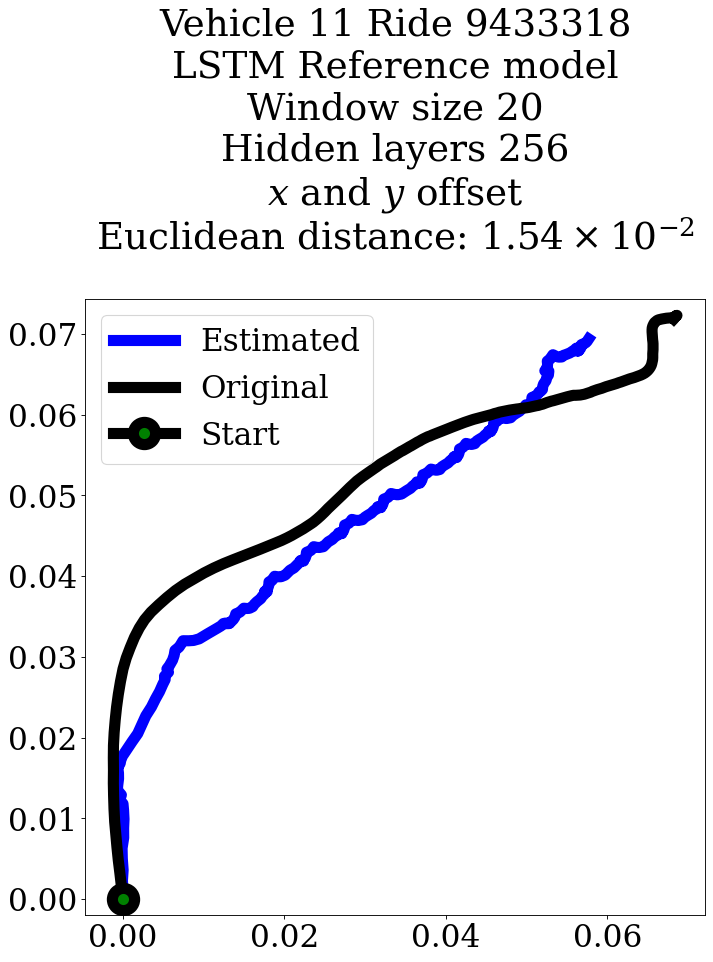 Vehicle 11 Ride 9433318
LSTM Reference model
Window size 20
Hidden layers 256
x and y offset
Euclidean distance: 1.54 × 10⁻²
Estimated
Original
Start
0.07
0.06
0.05
0.04
0.03
0.02
0.01
0.00
0.00 0.02 0.04 0.06